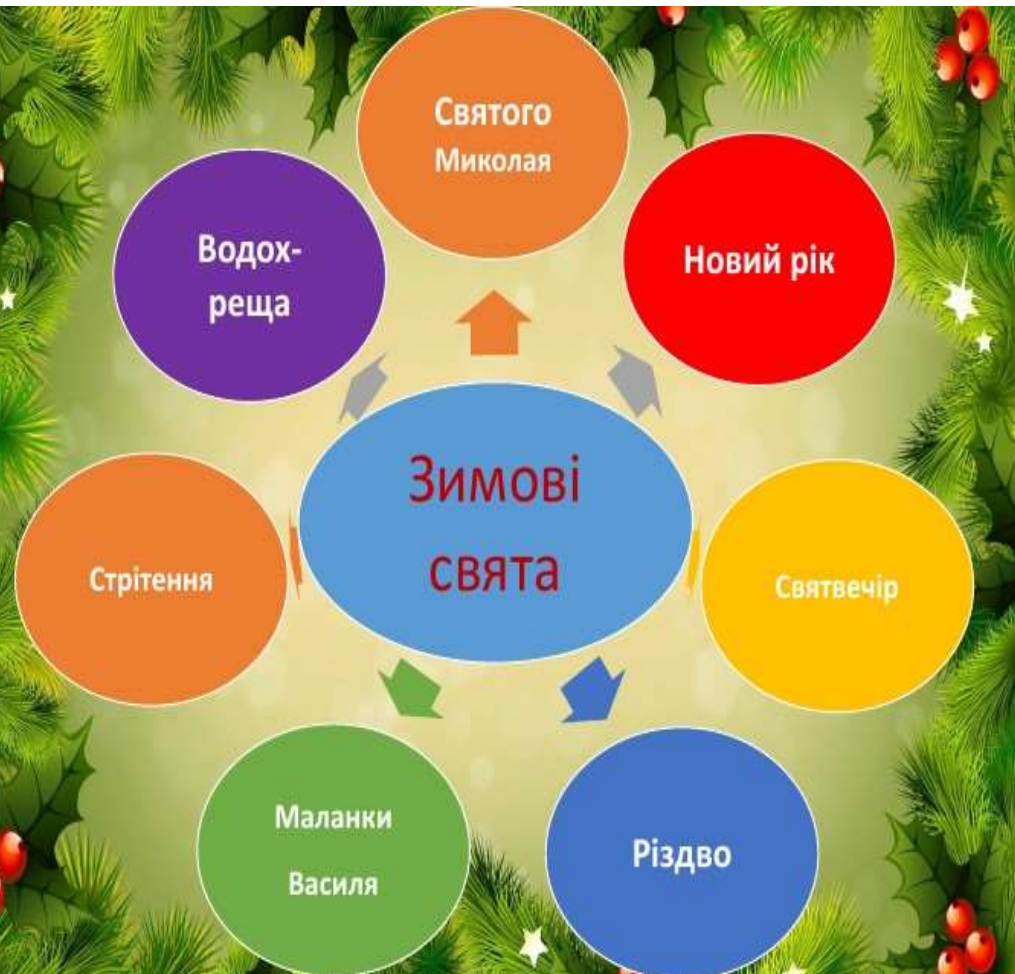 Святого
Миколая
Новий рік
Святвечір
Різдво
Маланки
Василя
Стрітення
Водох-
реща
Зимові
свята